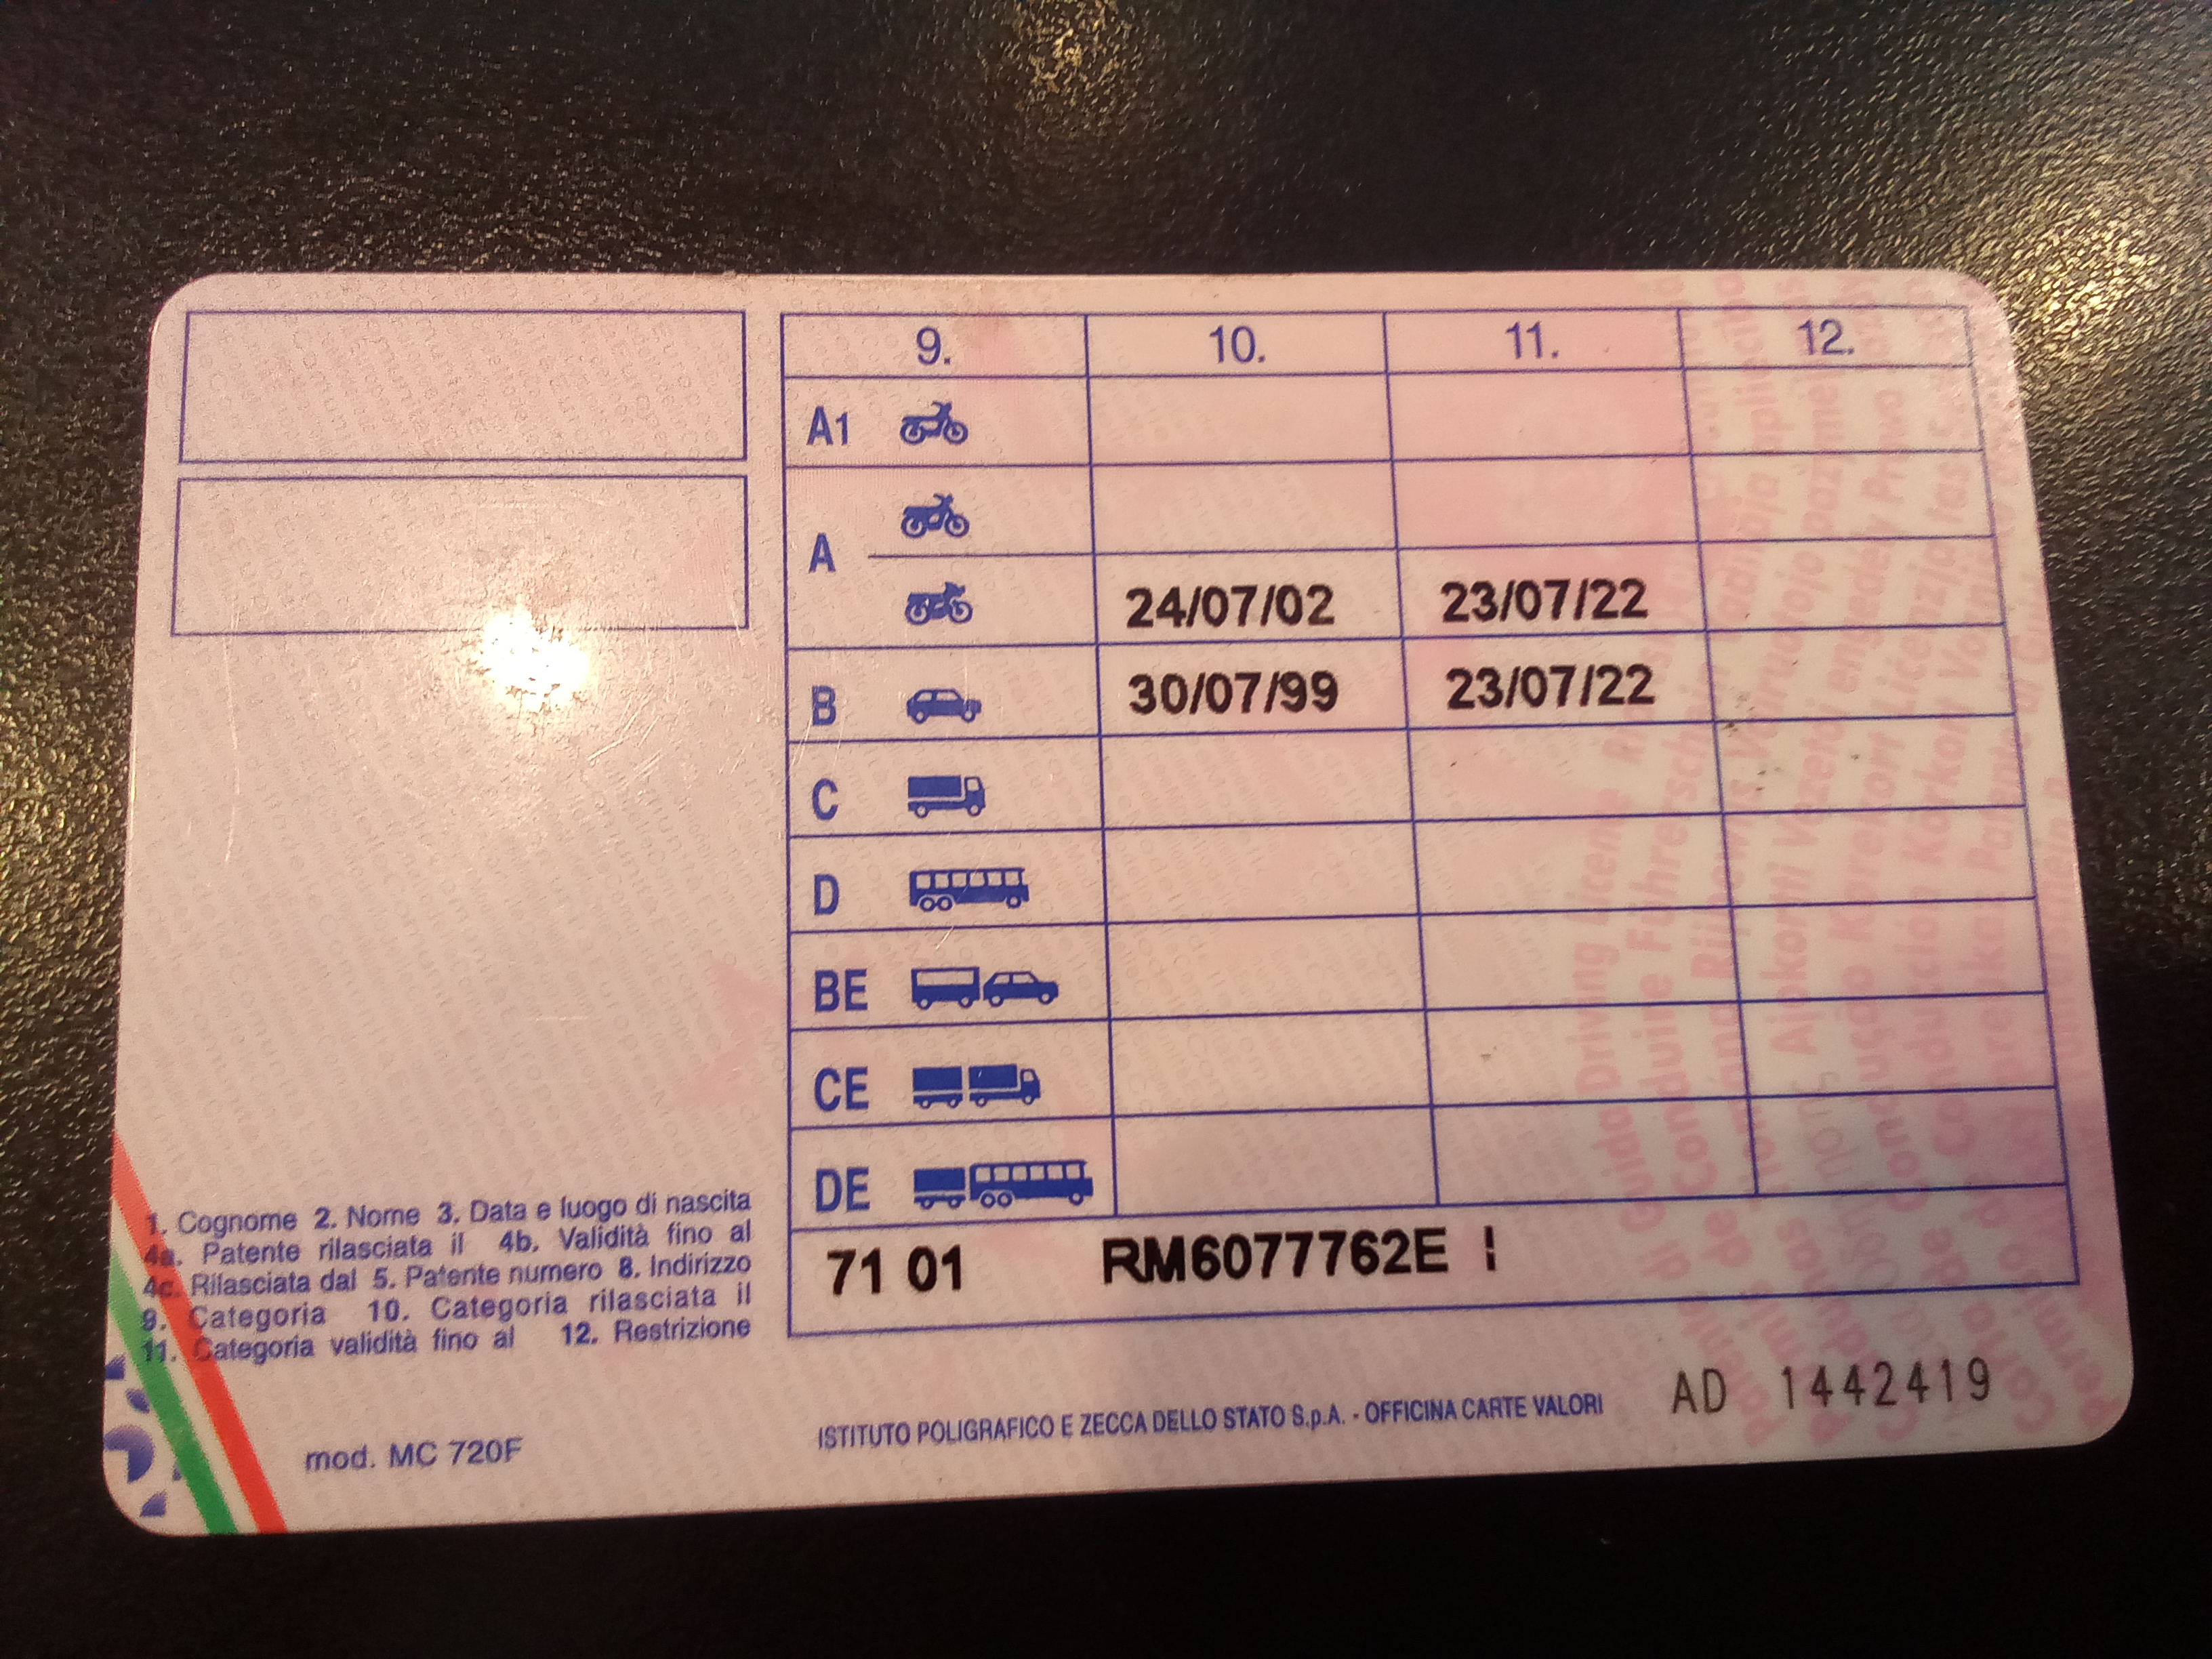 9. 10. 11. 12.
A1
A
24/07/02 23/07/22
B 30/07/99 23/07/22
C
D
BE
CE
DE
71 01 RM6077762E I
1. Cognome 2. Nome 3. Data e luogo di nascita
4a. Patente rilasciata il 4b. Validità fino al
4c. Rilasciata dal 5. Patente numero 8. Indirizzo
9. Categoria 10. Categoria rilasciata il
11. Categoria validità fino al 12. Restrizione
mod. MC 720F
ISTITUTO POLIGRAFICO E ZECCA DELLO STATO S.p.A. - OFFICINA CARTE VALORI
AD 1442419